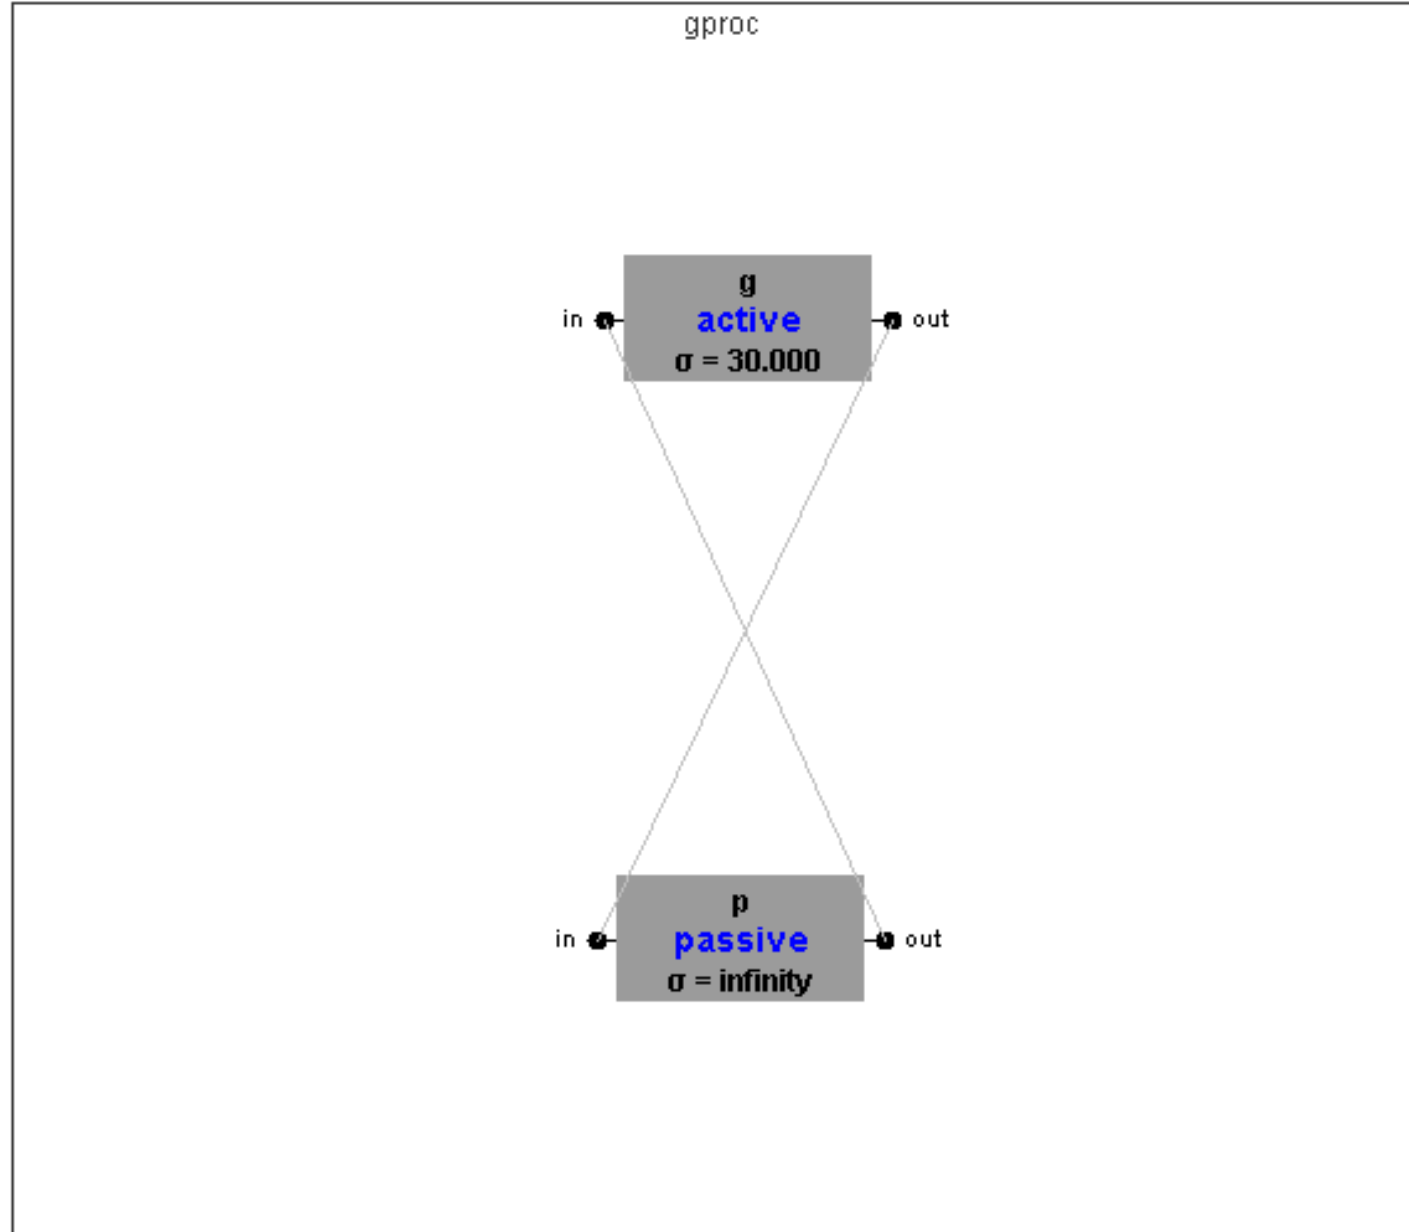 gproc
g
in active out
σ = 30.000
p
in passive out
σ = infinity